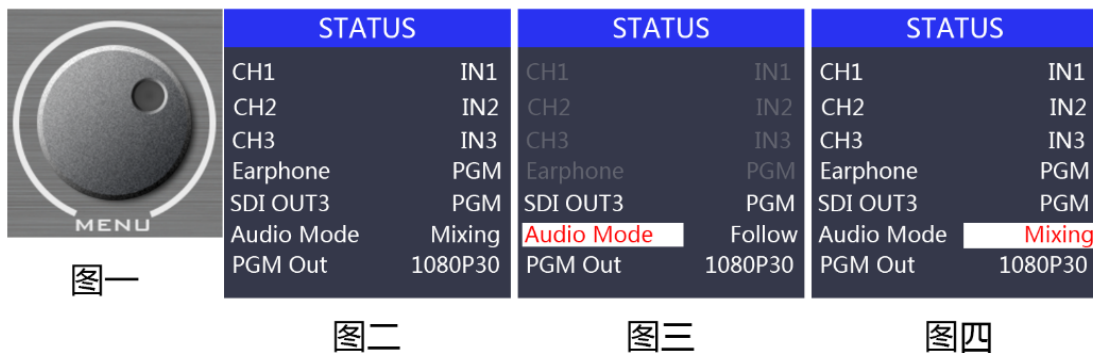 MENU
图一
STATUS
CH1 IN1
CH2 IN2
CH3 IN3
Earphone PGM
SDI OUT3 PGM
Audio Mode Mixing
PGM Out 1080P30
图二
STATUS
CH1 IN1
CH2 IN2
CH3 IN3
Earphone PGM
SDI OUT3 PGM
Audio Mode Follow
PGM Out 1080P30
图三
STATUS
CH1 IN1
CH2 IN2
CH3 IN3
Earphone PGM
SDI OUT3 PGM
Audio Mode Mixing
PGM Out 1080P30
图四